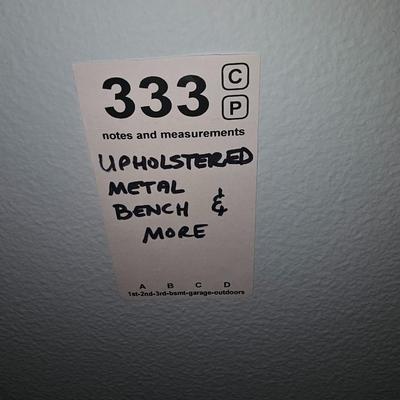 333 C
P
notes and measurements
UPHOLSTERED
METAL
BENCH &
MORE
A B C D
1st-2nd-3rd-bsmt-garage-outdoors